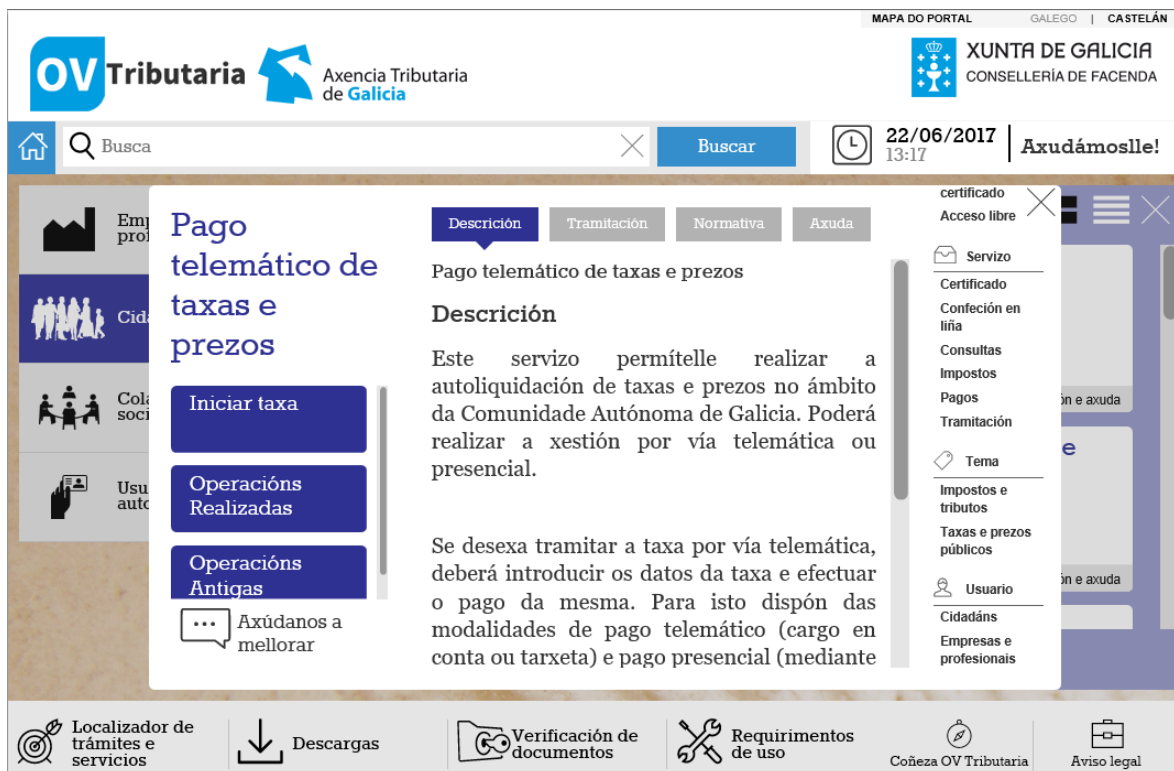 MAPA DO PORTAL
GALEGO | CASTELÁN
OV Tributaria
Axencia Tributaria
de Galicia
XUNTA DE GALICIA
CONSELLERÍA DE FACENDA
Busca
Buscar
22/06/2017
13:17
Axudámoslle!
Pago
telemático de
taxas e
prezos
Iniciar taxa
Operacións
Realizadas
Operacións
Antigas
Axúdanos a
mellorar
Descrición
Tramitación
Normativa
Axuda
Pago telemático de taxas e prezos
Descrición
Este servizo permítelle realizar a
autoliquidación de taxas e prezos no ámbito
da Comunidade Autónoma de Galicia. Poderá
realizar a xestión por vía telemática ou
presencial.
Se desexa tramitar a taxa por vía telemática,
deberá introducir os datos da taxa e efectuar
o pago da mesma. Para isto dispón das
modalidades de pago telemático (cargo en
conta ou tarxeta) e pago presencial (mediante
certificado
Acceso libre
Servizo
Certificado
Confeción en
liña
Consultas
Impostos
Pagos
Tramitación
Tema
Impostos e
tributos
Taxas e prezos
públicos
Usuario
Cidadáns
Empresas e
profesionais
e axuda
e
e axuda
Localizador de
trámites e
servicios
Descargas
Verificación de
documentos
Requirimentos
de uso
Coñeza OV Tributaria
Aviso legal